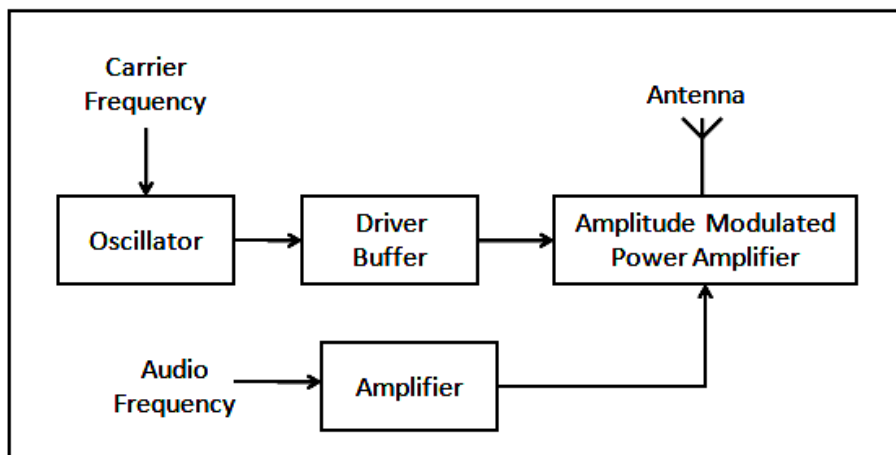 Carrier
Frequency
Antenna
Oscillator
Driver
Buffer
Amplitude Modulated
Power Amplifier
Audio
Frequency
Amplifier